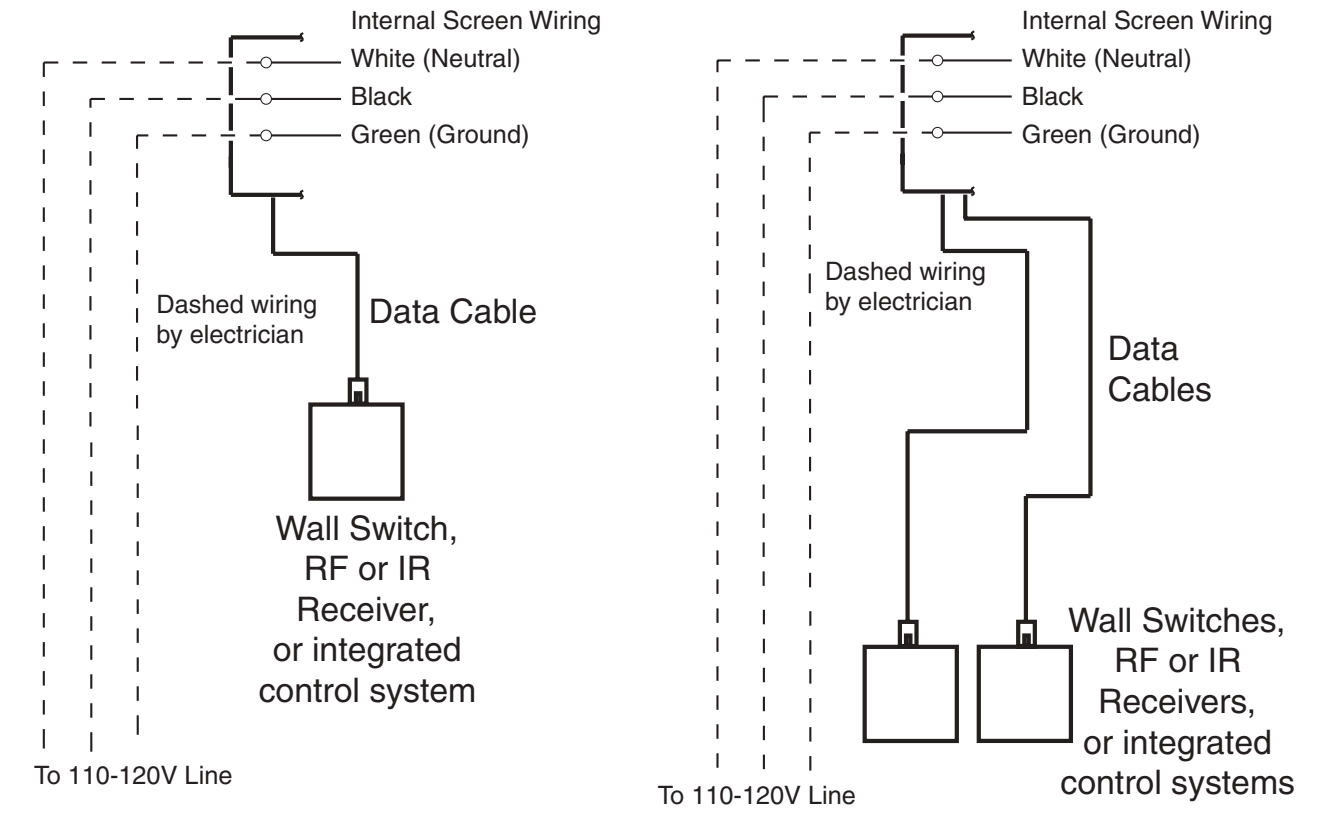 Internal Screen Wiring
White (Neutral)
Black
Green (Ground)
Dashed wiring
by electrician
Data Cable
Wall Switch,
RF or IR
Receiver,
or integrated
control system
To 110-120V Line
Internal Screen Wiring
White (Neutral)
Black
Green (Ground)
Dashed wiring
by electrician
Data
Cables
Wall Switches,
RF or IR
Receivers,
or integrated
control systems
To 110-120V Line